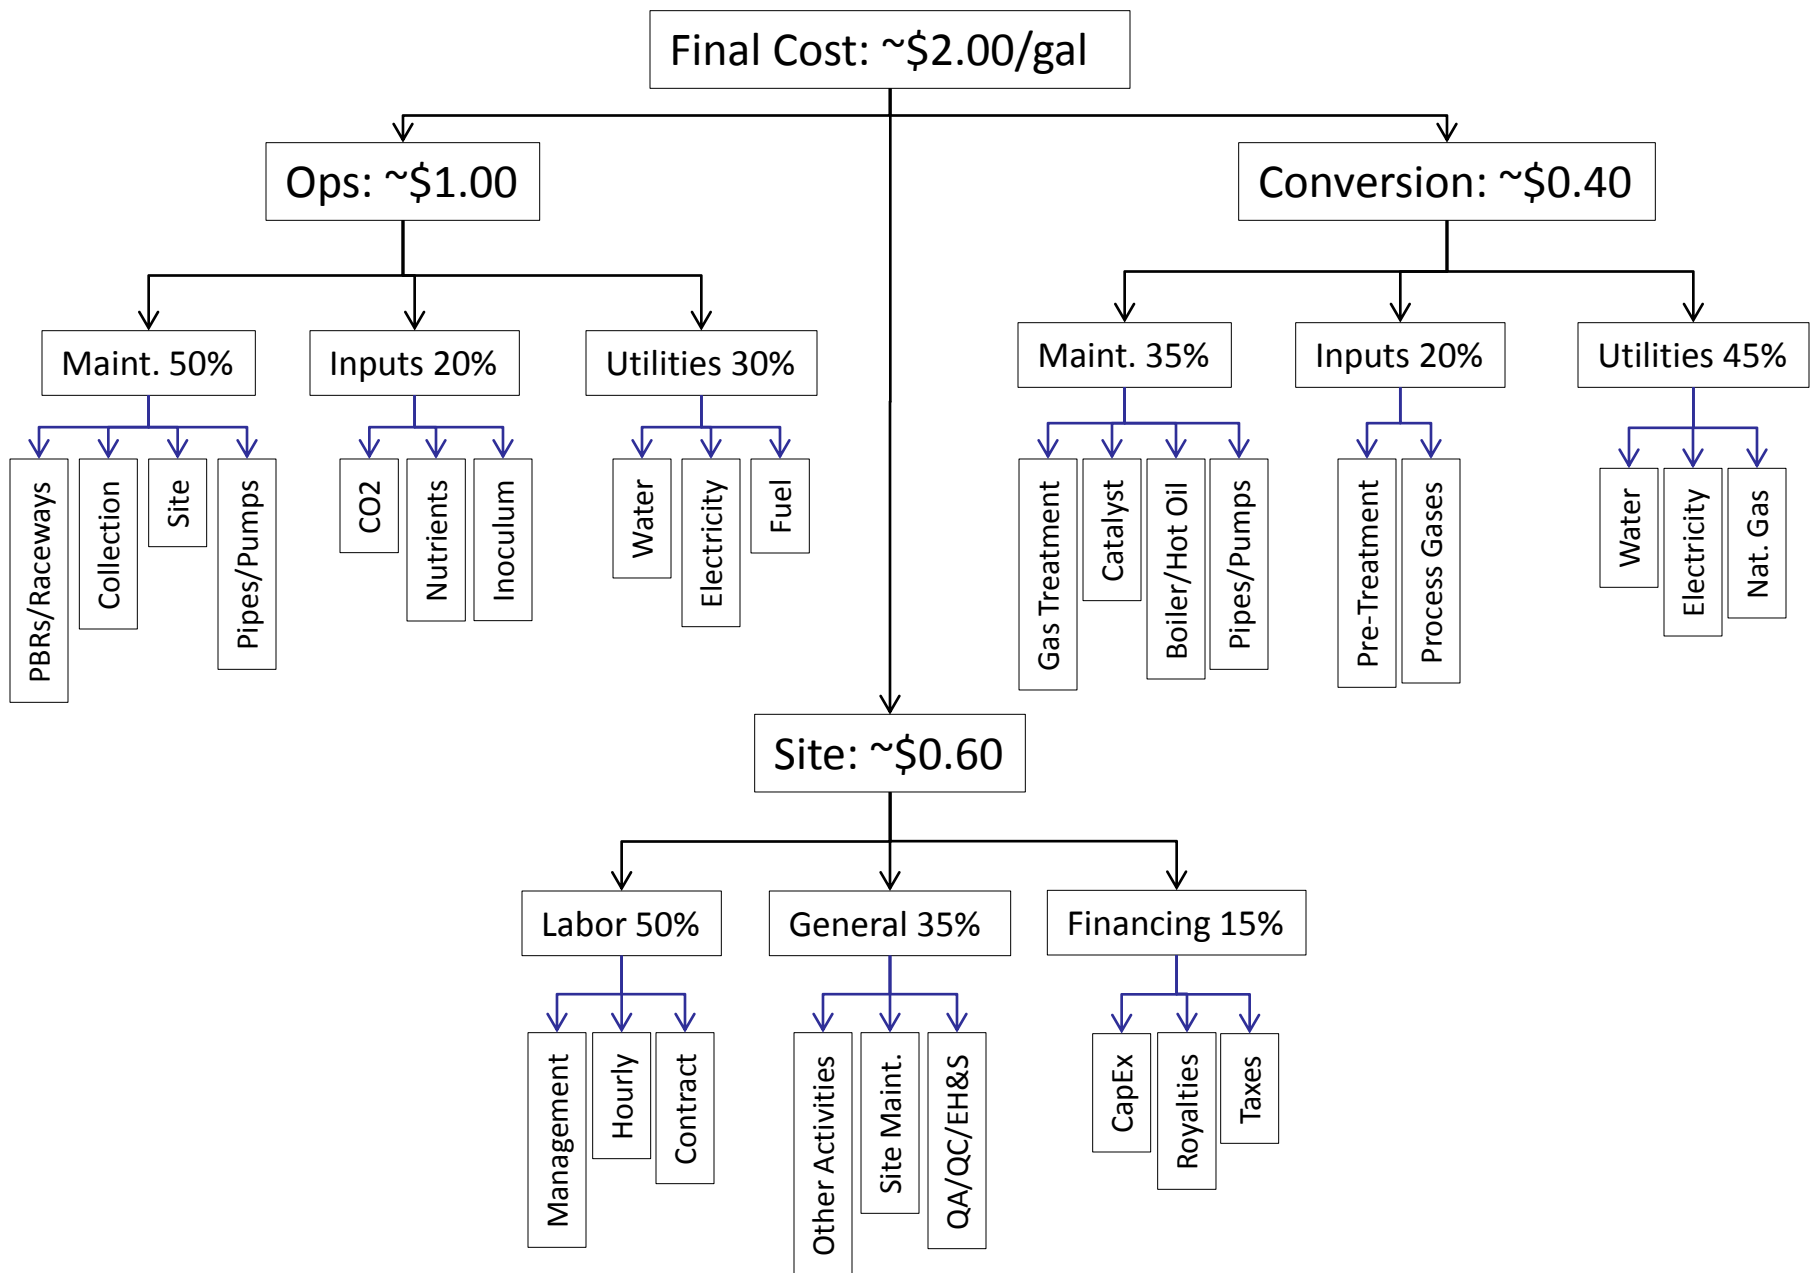 Final Cost: ~$2.00/gal
Ops: ~$1.00
Conversion: ~$0.40
Maint. 50%
Inputs 20%
Utilities 30%
Maint. 35%
Inputs 20%
Utilities 45%
PBRs/Raceways
Collection
Site
Pipes/Pumps
CO2
Nutrients
Inoculum
Water
Electricity
Fuel
Gas Treatment
Catalyst
Boiler/Hot Oil
Pipes/Pumps
Pre-Treatment
Process Gases
Water
Electricity
Nat. Gas
Site: ~$0.60
Labor 50%
General 35%
Financing 15%
Management
Hourly
Contract
Other Activities
Site Maint.
QA/QC/EH&S
CapEx
Royalties
Taxes